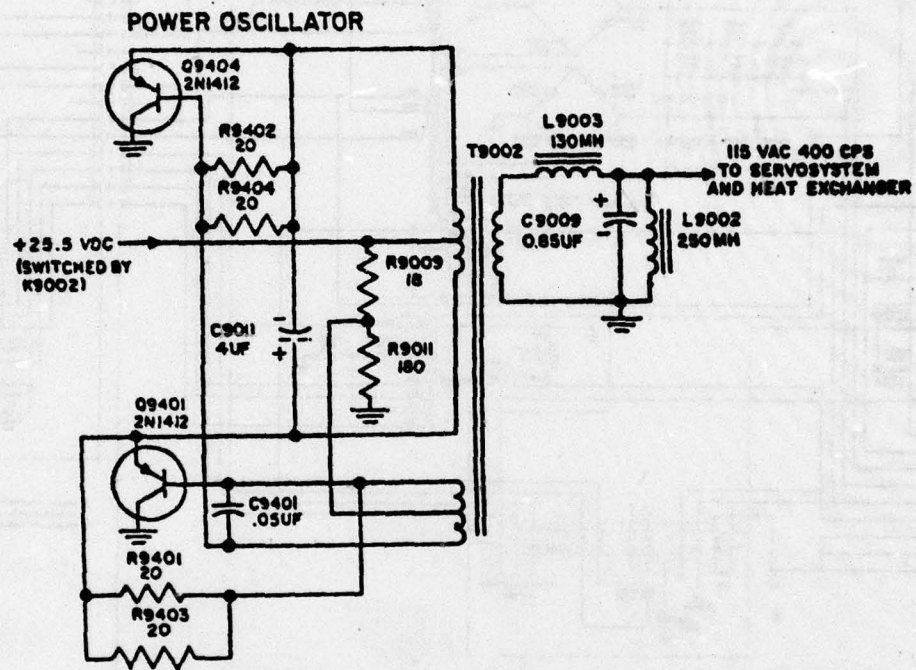 POWER OSCILLATOR
Q9404
2N1412
R9402
20
R9404
20
+25.5 VDC
(SWITCHED BY
K9002)
C9011
4UF
-
+
R9009
18
R9011
180
T9002
L9003
130MH
115 VAC 400 CPS
TO SERVOSYSTEM
AND HEAT EXCHANGER
+
-
C9009
0.85UF
L9002
250MH
Q9401
2N1412
C9401
.05UF
R9401
20
R9403
20